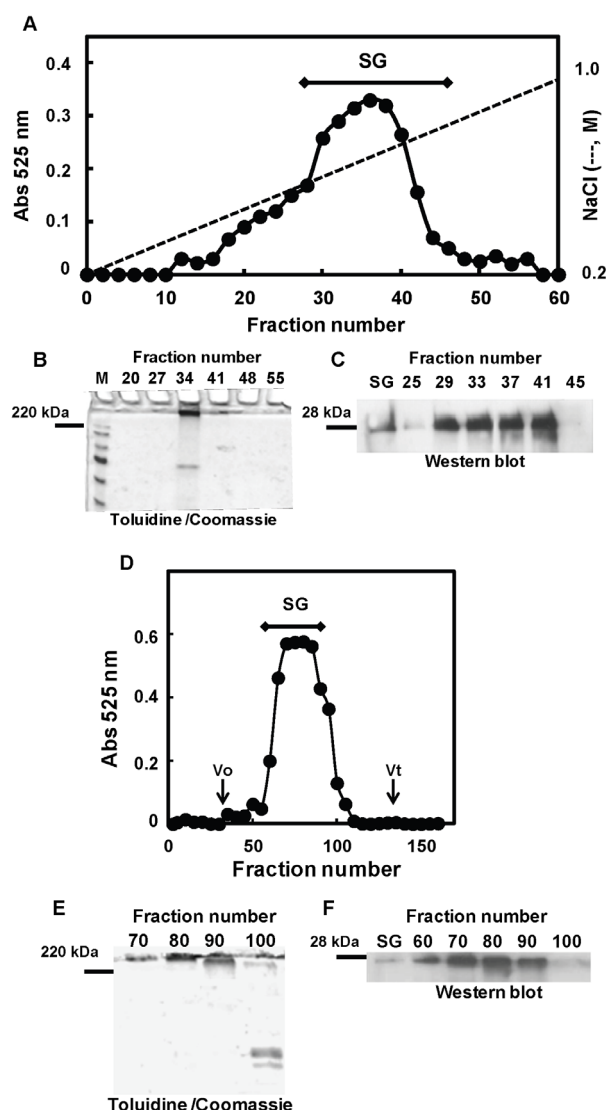 A
SG
0.4
0.3
0.2
0.1
0
Abs 525 nm
1.0
0.2
NaCl (---, M)
0 10 20 30 40 50 60
Fraction number
B
Fraction number
M 20 27 34 41 48 55
220 kDa
Toluidine /Coomassie
C
Fraction number
SG 25 29 33 37 41 45
28 kDa
Western blot
D
SG
0.6
0.4
0.2
0
Abs 525 nm
Vo
Vt
0 50 100 150
Fraction number
E
Fraction number
70 80 90 100
220 kDa
Toluidine /Coomassie
F
Fraction number
SG 60 70 80 90 100
28 kDa
Western blot